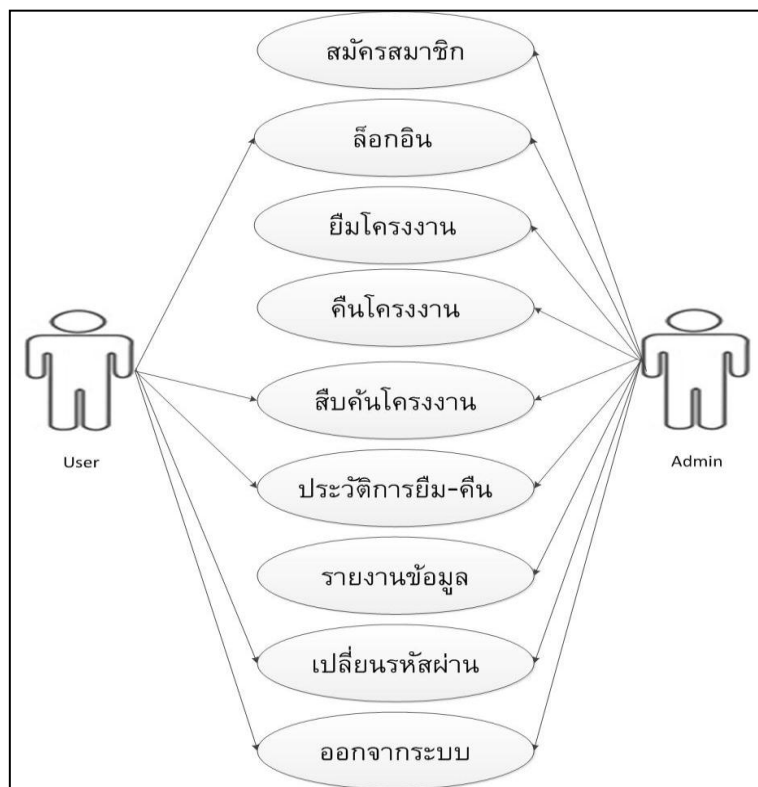 สมัครสมาชิก
ล็อกอิน
ยืมโครงงาน
คืนโครงงาน
สืบค้นโครงงาน
User
Admin
ประวัติการยืม-คืน
รายงานข้อมูล
เปลี่ยนรหัสผ่าน
ออกจากระบบ